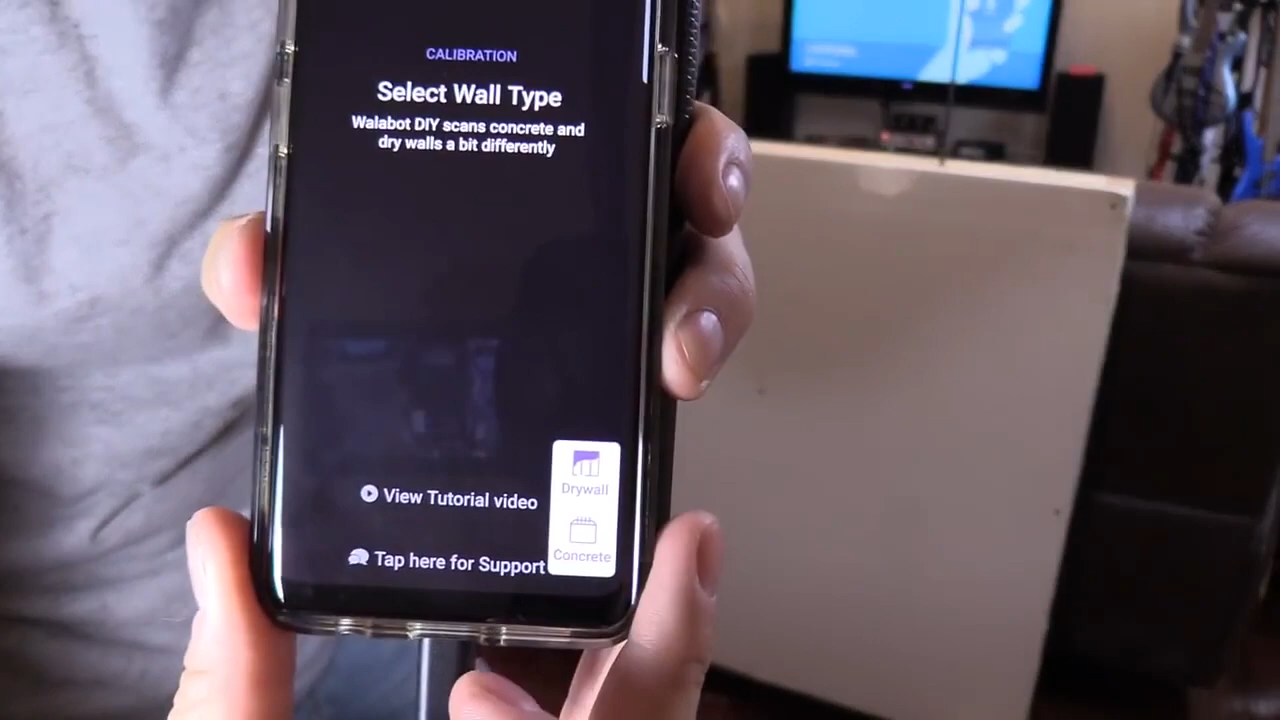 CALIBRATION
Select Wall Type
Walabot DIY scans concrete and
dry walls a bit differently
View Tutorial video
Drywall
Tap here for Support
Concrete